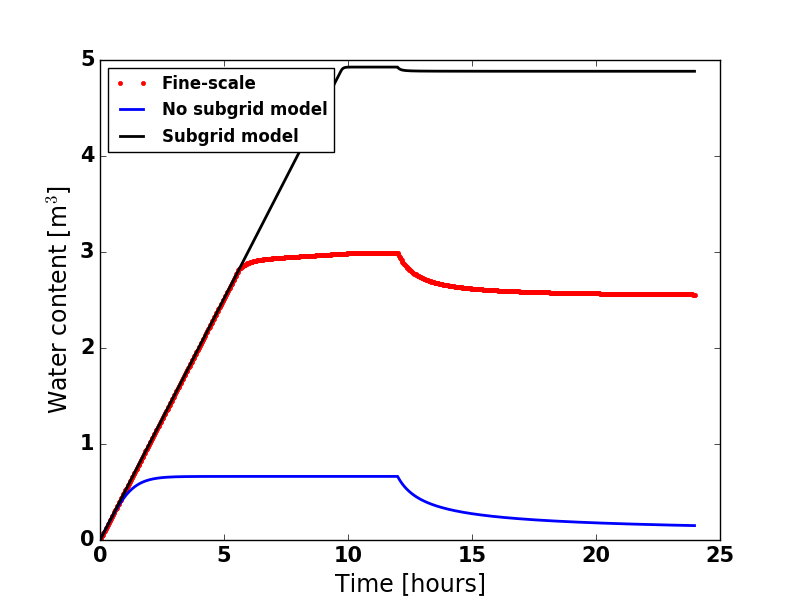 5
4
3
2
1
0
0
5
10
15
20
25
Water content [m³]
Time [hours]
Fine-scale
No subgrid model
Subgrid model